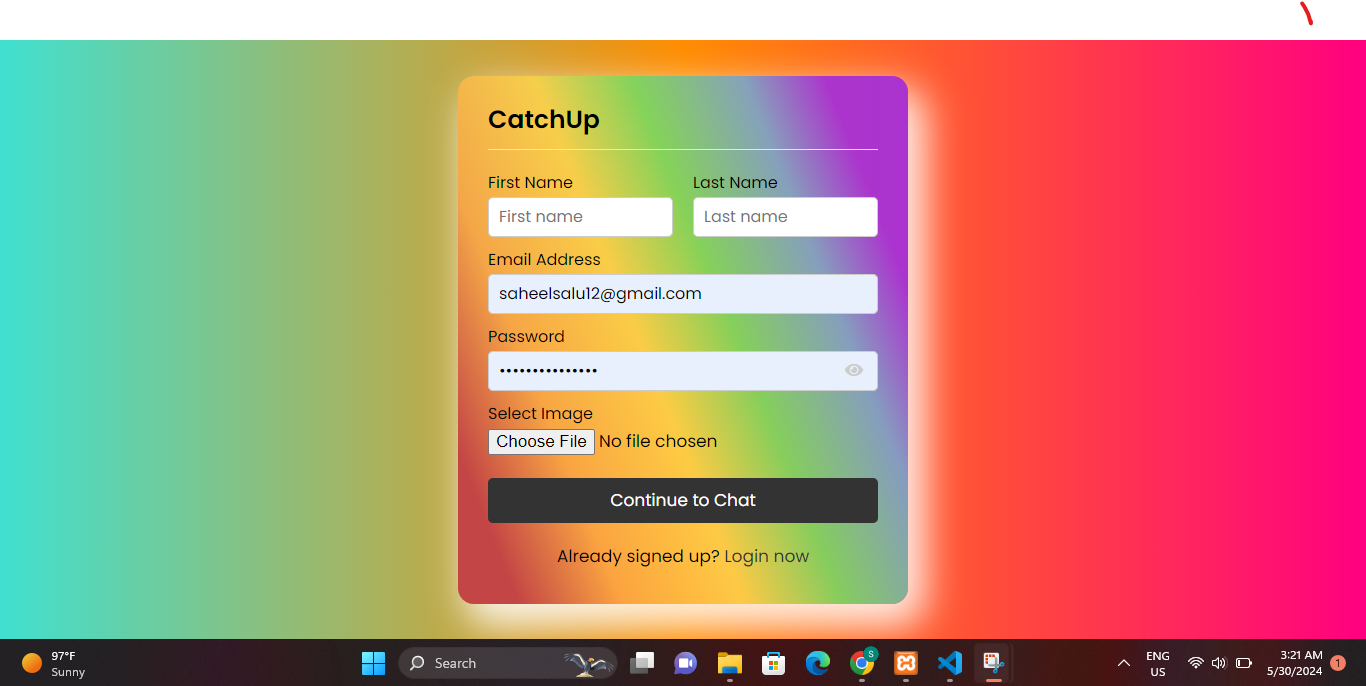 CatchUp
First Name Last Name
First name Last name
Email Address
saheelsalu12@gmail.com
Password
•••••••••••••••
Select Image
Choose File No file chosen
Continue to Chat
Already signed up? Login now
97°F
Sunny
Search
S
ENG
US
3:21 AM
5/30/2024
1